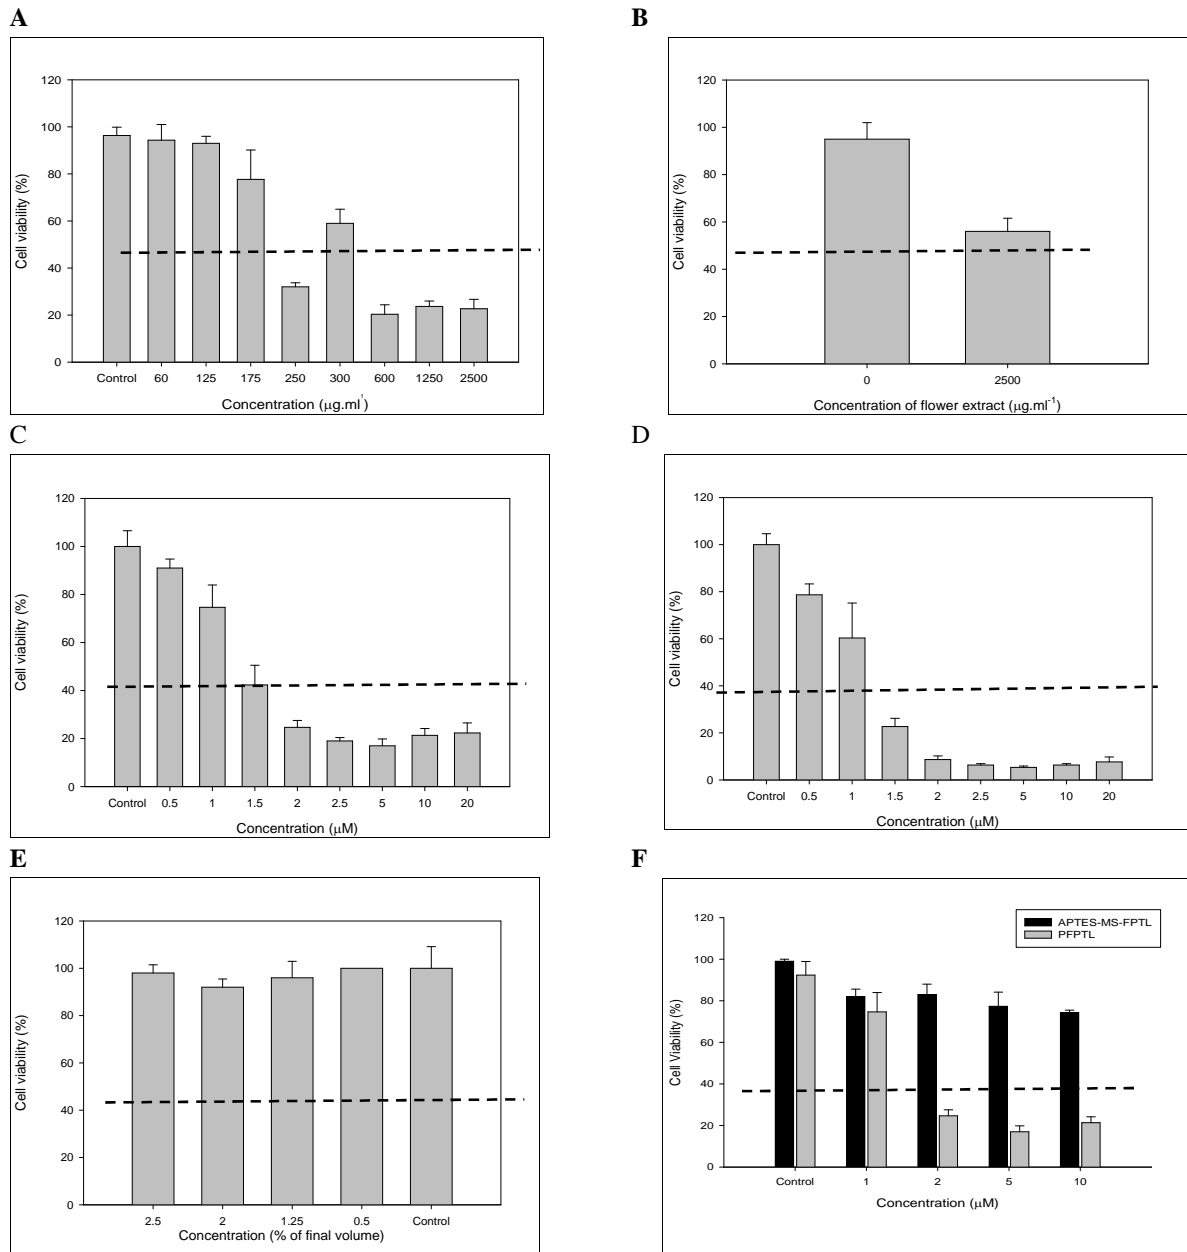 A
B
120
100
80
60
40
20
0
Cell viability (%)
Control 60 125 175 250 300 600 1250 2500
Concentration (μg.ml¹)
120
100
80
60
40
20
0
Cell viability (%)
0 2500
Concentration of flower extract (μg.ml⁻¹)
C
D
120
100
80
60
40
20
0
Cell viability (%)
Control 0.5 1 1.5 2 2.5 5 10 20
Concentration (μM)
120
100
80
60
40
20
0
Cell viability (%)
Control 0.5 1 1.5 2 2.5 5 10 20
Concentration (μM)
E
F
120
100
80
60
40
20
0
Cell viability (%)
2.5 2 1.25 0.5 Control
Concentration (% of final volume)
APTES-MS-FPTL
PFPTL
120
100
80
60
40
20
0
Cell Viability (%)
Control 1 2 5 10
Concentration (μM)